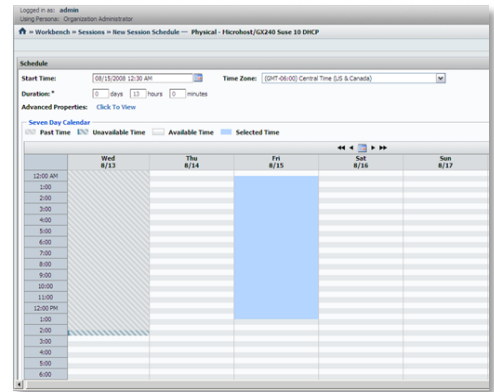 Logged in as: admin
Using Persona: Organization Administrator
» Workbench » Sessions » New Session Schedule — Physical - Microhost/GX240 Suse 10 DHCP
Schedule
Start Time: 08/15/2008 12:30 AM Time Zone: (GMT-06:00) Central Time (US & Canada)
Duration: * 0 days 13 hours 0 minutes
Advanced Properties: Click To View
Seven Day Calendar
Past Time Unavailable Time Available Time Selected Time
Wed Thu Fri Sat Sun
8/13 8/14 8/15 8/16 8/17
12:00 AM
1:00
2:00
3:00
4:00
5:00
6:00
7:00
8:00
9:00
10:00
11:00
12:00 PM
1:00
2:00
3:00
4:00
5:00
6:00